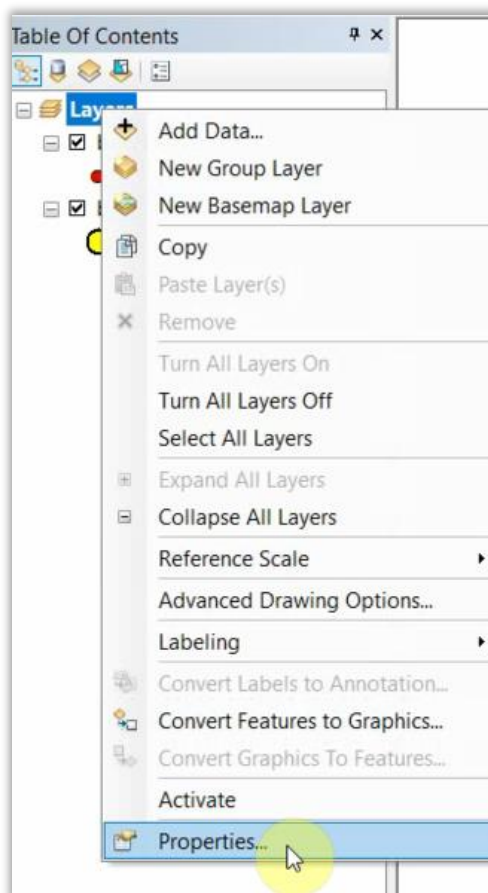 Table Of Contents
Layers
Add Data...
New Group Layer
New Basemap Layer
Copy
Paste Layer(s)
Remove
Turn All Layers On
Turn All Layers Off
Select All Layers
Expand All Layers
Collapse All Layers
Reference Scale
Advanced Drawing Options...
Labeling
Convert Labels to Annotation...
Convert Features to Graphics...
Convert Graphics To Features...
Activate
Properties...